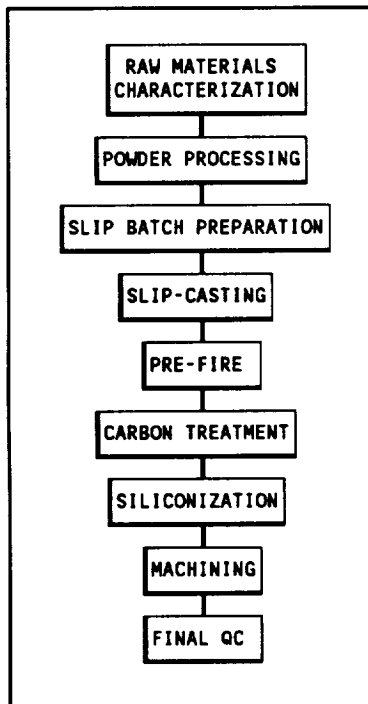 RAW MATERIALS
CHARACTERIZATION
POWDER PROCESSING
SLIP BATCH PREPARATION
SLIP-CASTING
PRE-FIRE
CARBON TREATMENT
SILICONIZATION
MACHINING
FINAL QC